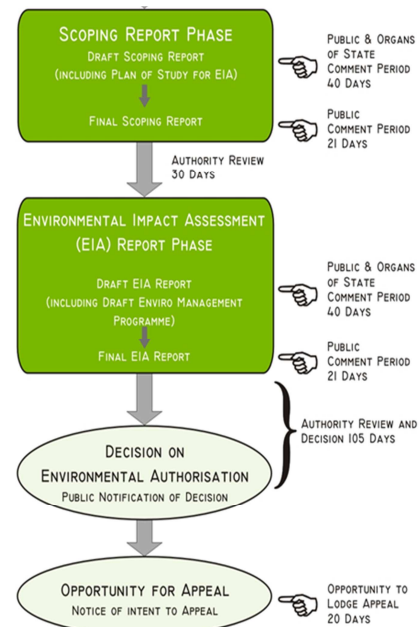 SCOPING REPORT PHASE
DRAFT SCOPING REPORT
(INCLUDING PLAN OF STUDY FOR EIA)
FINAL SCOPING REPORT
PUBLIC & ORGANS
OF STATE
COMMENT PERIOD
40 DAYS
PUBLIC
COMMENT PERIOD
21 DAYS
AUTHORITY REVIEW
30 DAYS
ENVIRONMENTAL IMPACT ASSESSMENT
(EIA) REPORT PHASE
DRAFT EIA REPORT
(INCLUDING DRAFT ENVIRO MANAGEMENT
PROGRAMME)
FINAL EIA REPORT
PUBLIC & ORGANS
OF STATE
COMMENT PERIOD
40 DAYS
PUBLIC
COMMENT PERIOD
21 DAYS
AUTHORITY REVIEW AND
DECISION 105 DAYS
DECISION ON
ENVIRONMENTAL AUTHORISATION
PUBLIC NOTIFICATION OF DECISION
OPPORTUNITY FOR APPEAL
NOTICE OF INTENT TO APPEAL
OPPORTUNITY TO
LODGE APPEAL
20 DAYS